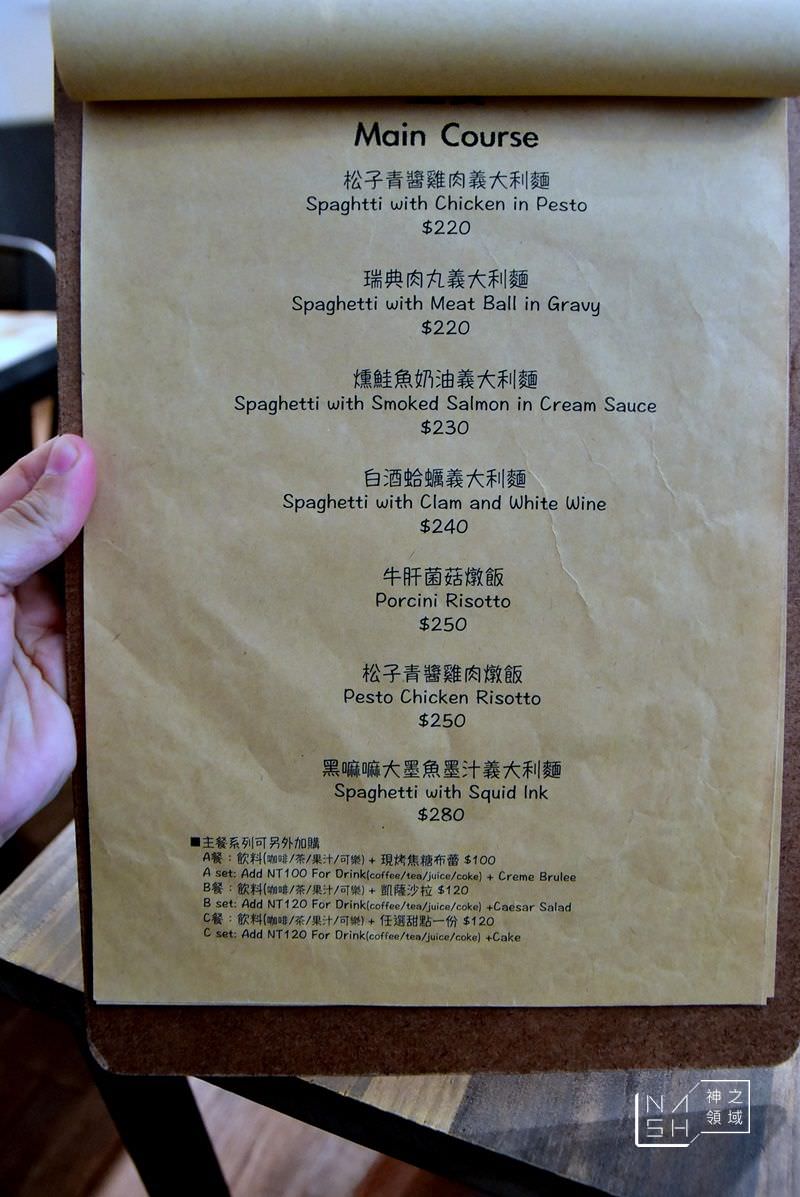 Main Course
松子青醬雞肉義大利麵
Spaghtti with Chicken in Pesto
$220
瑞典肉丸義大利麵
Spaghetti with Meat Ball in Gravy
$220
燻鮭魚奶油義大利麵
Spaghetti with Smoked Salmon in Cream Sauce
$230
白酒蛤蠣義大利麵
Spaghetti with Clam and White Wine
$240
牛肝菌菇燉飯
Porcini Risotto
$250
松子青醬雞肉燉飯
Pesto Chicken Risotto
$250
黑嘛嘛大墨魚墨汁義大利麵
Spaghetti with Squid Ink
$280
■主餐系列可另外加購
A餐：飲料(咖啡/茶/果汁/可樂) + 現烤焦糖布蕾 $100
A set: Add NT100 For Drink(coffee/tea/juice/coke) + Creme Brulee
B餐：飲料(咖啡/茶/果汁/可樂) + 凱薩沙拉 $120
B set: Add NT120 For Drink(coffee/tea/juice/coke) +Caesar Salad
C餐：飲料(咖啡/茶/果汁/可樂) + 任選甜點一份 $120
C set: Add NT120 For Drink(coffee/tea/juice/coke) +Cake
NASH 神之領域